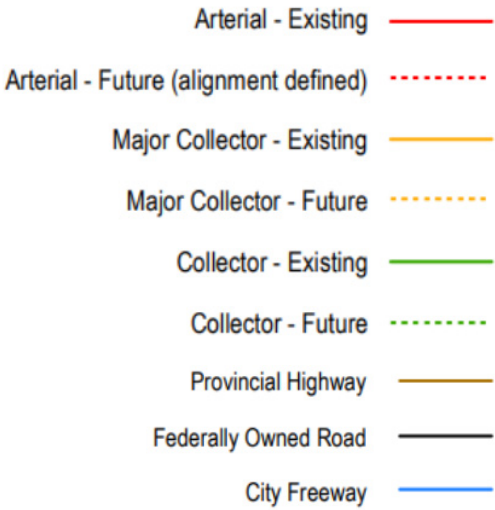 Arterial - Existing
Arterial - Future (alignment defined)
Major Collector - Existing
Major Collector - Future
Collector - Existing
Collector - Future
Provincial Highway
Federally Owned Road
City Freeway